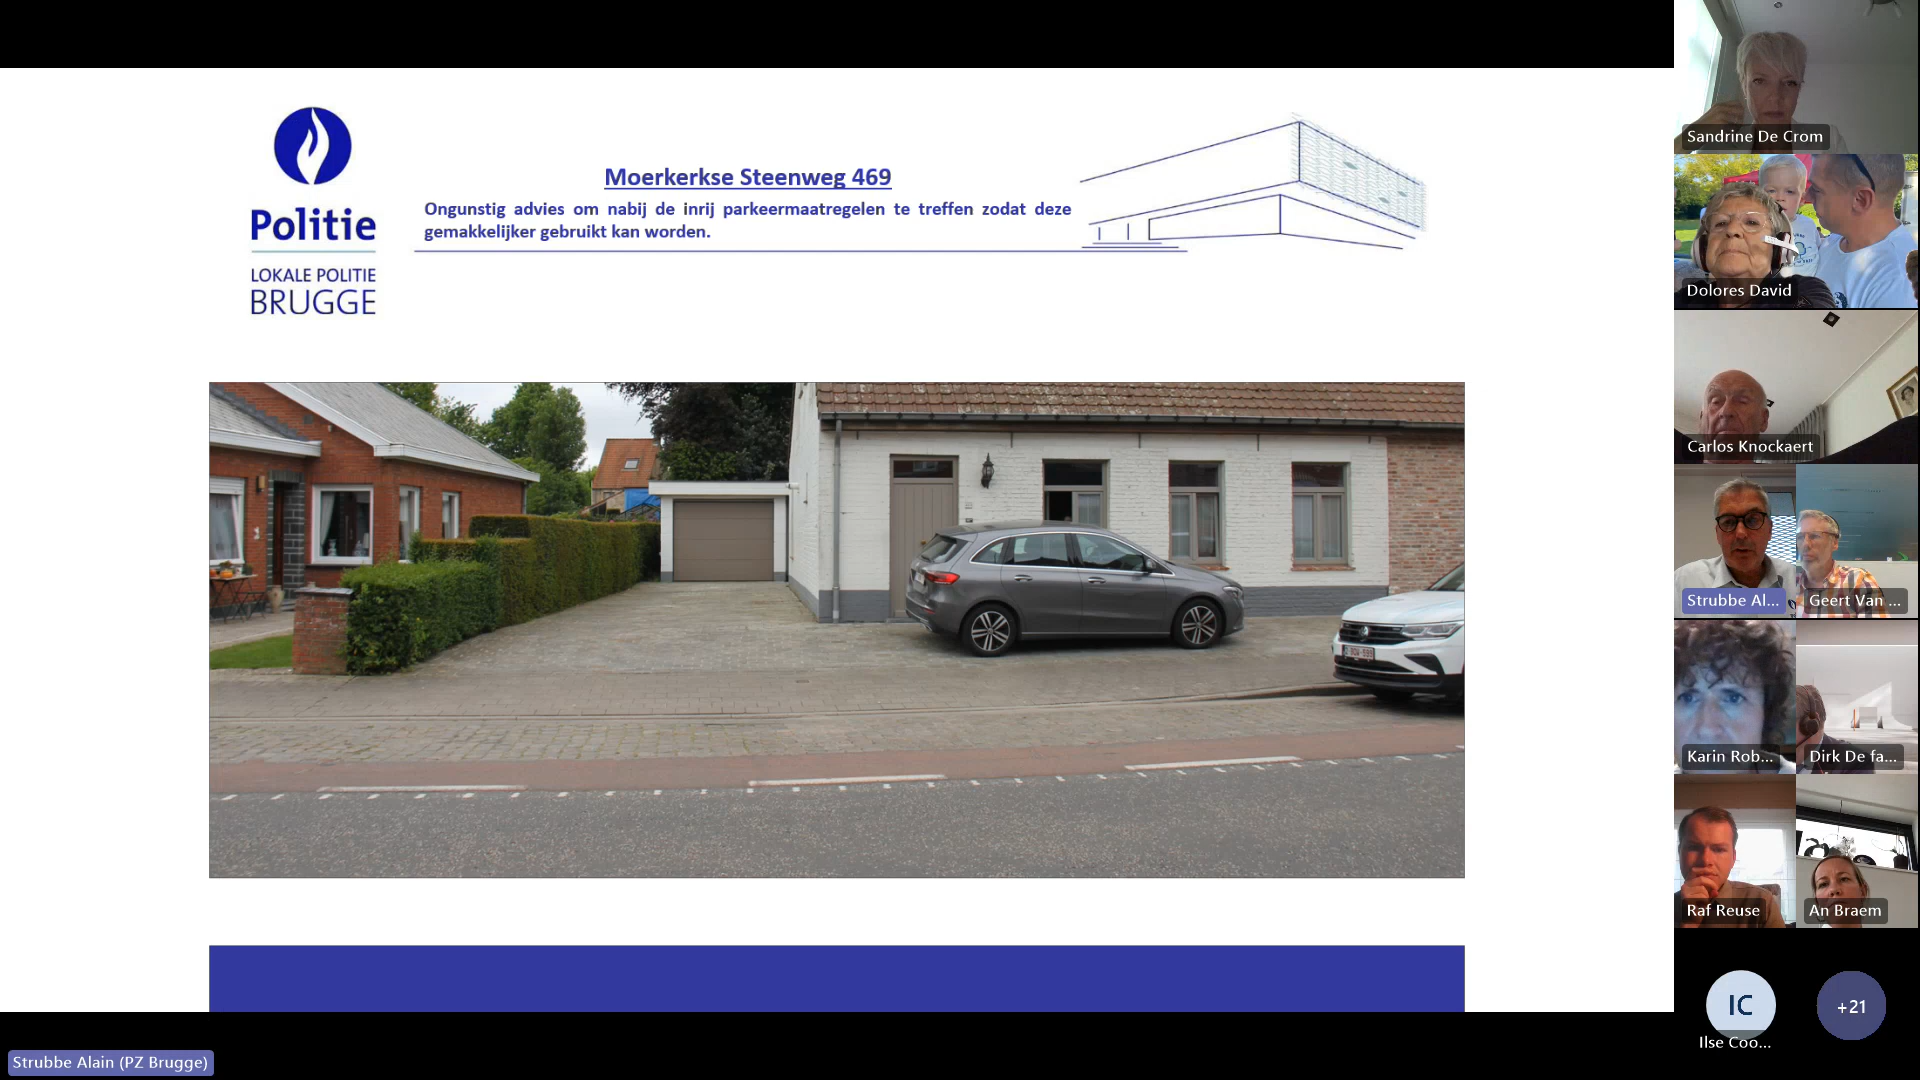 Politie
LOKALE POLITIE
BRUGGE
Moerkerkse Steenweg 469
Ongunstig advies om nabij de inrij parkeermaatregelen te treffen zodat deze
gemakkelijker gebruikt kan worden.
Sandrine De Crom
Dolores David
Carlos Knockaert
Strubbe Al...
Geert Van ...
Karin Rob...
Dirk De fa...
Raf Reuse
An Braem
IC
Ilse Coo...
+21
Strubbe Alain (PZ Brugge)